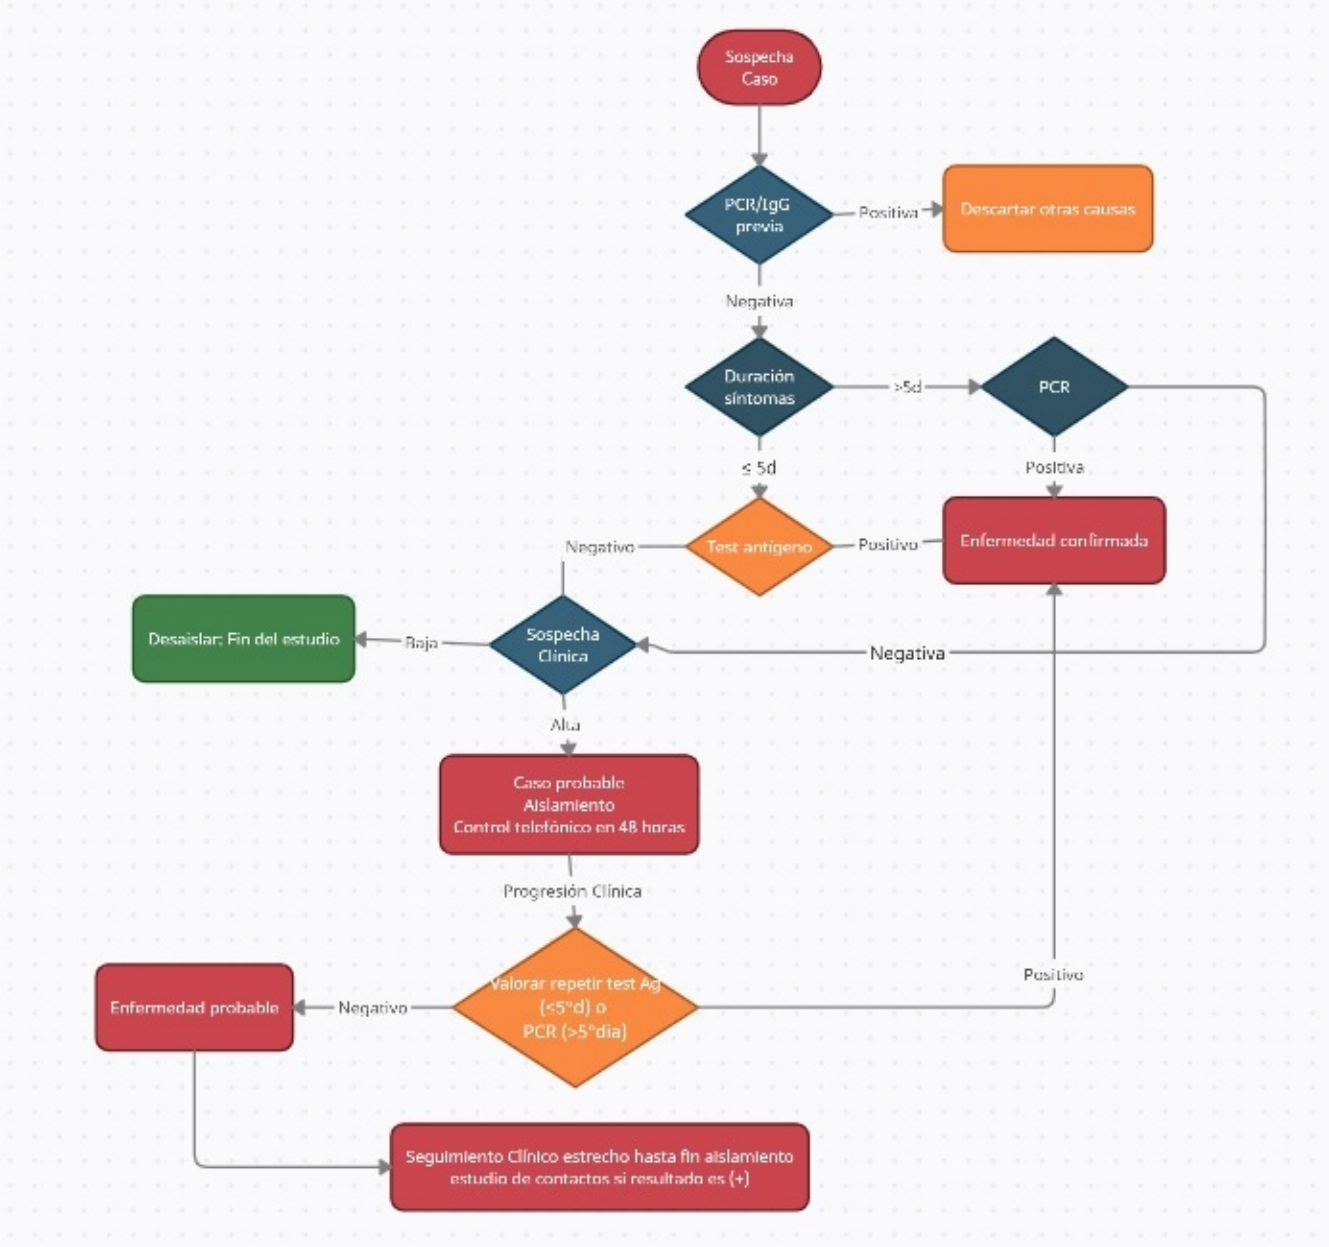 Sospecha
Caso
PCR/IgG
previa
Positiva
Descartar otras causas
Negativa
Duración
síntomas
>5d
PCR
≤ 5d
Positiva
Negativo
Test antígeno
Positivo
Enfermedad confirmada
Desaislar: Fin del estudio
Baja
Sospecha
Clínica
Negativa
Alta
Caso probable
Aislamiento
Control telefónico en 48 horas
Progresión Clínica
Valorar repetir test Ag
(≤5°d) o
PCR (>5°dia)
Positivo
Enfermedad probable
Negativo
Seguimiento Clínico estrecho hasta fin aislamiento
estudio de contactos si resultado es (+)